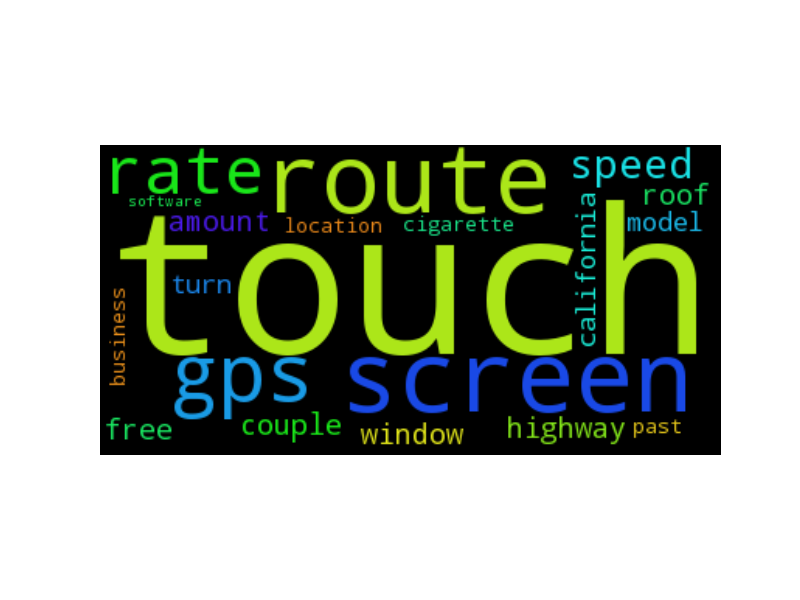 rate
route
speed
software
roof
amount
location
cigarette
california
model
touch
turn
business
gps
screen
free
couple
window
highway
past